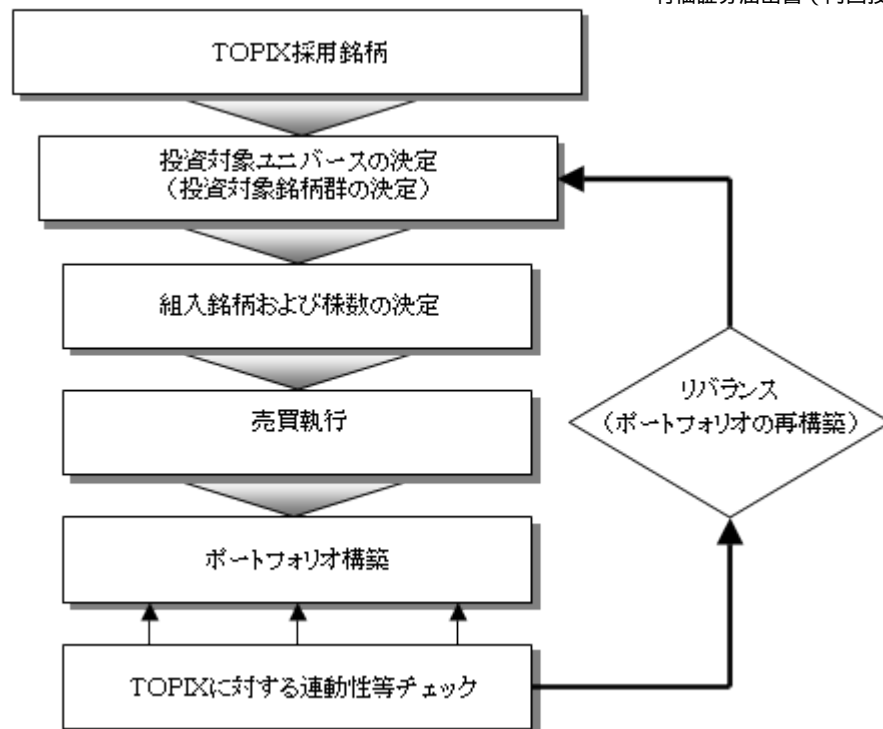 TOPIX採用銘柄
投資対象ユニバースの決定
（投資対象銘柄群の決定）
組入銘柄および株数の決定
リバランス
（ポートフォリオの再構築）
売買執行
ポートフォリオ構築
TOPIXに対する連動性等チェック